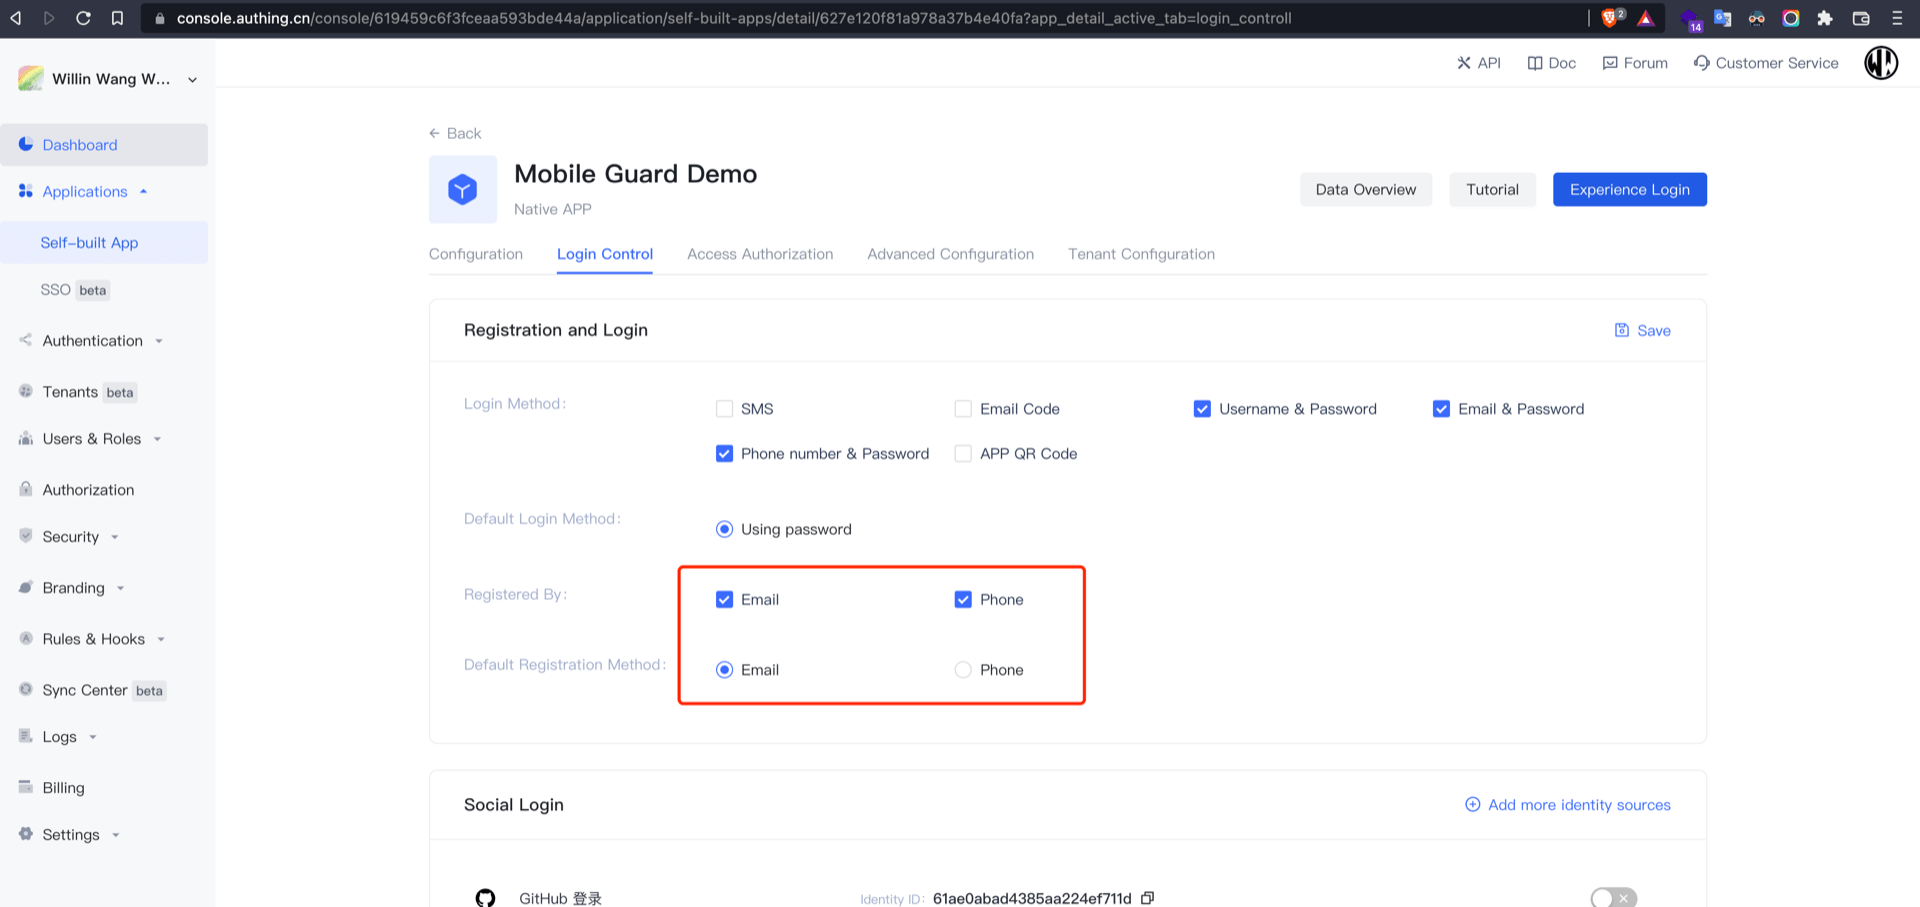 console.authing.cn/console/619459c6f3fceaa593bde44a/application/self-built-apps/detail/627e120f81a978a37b4e40fa?app_detail_active_tab=login_controll
2
14
Willin Wang W...
API
Doc
Forum
Customer Service
Dashboard
Applications
Self-built App
SSO beta
Authentication
Tenants beta
Users & Roles
Authorization
Security
Branding
Rules & Hooks
Sync Center beta
Logs
Billing
Settings
Back
Mobile Guard Demo
Native APP
Data Overview
Tutorial
Experience Login
Configuration
Login Control
Access Authorization
Advanced Configuration
Tenant Configuration
Registration and Login
Save
Login Method:
SMS
Email Code
Username & Password
Email & Password
Phone number & Password
APP QR Code
Default Login Method:
Using password
Registered By:
Email
Phone
Default Registration Method:
Email
Phone
Social Login
Add more identity sources
GitHub 登录
Identity ID: 61ae0abad4385aa224ef711d